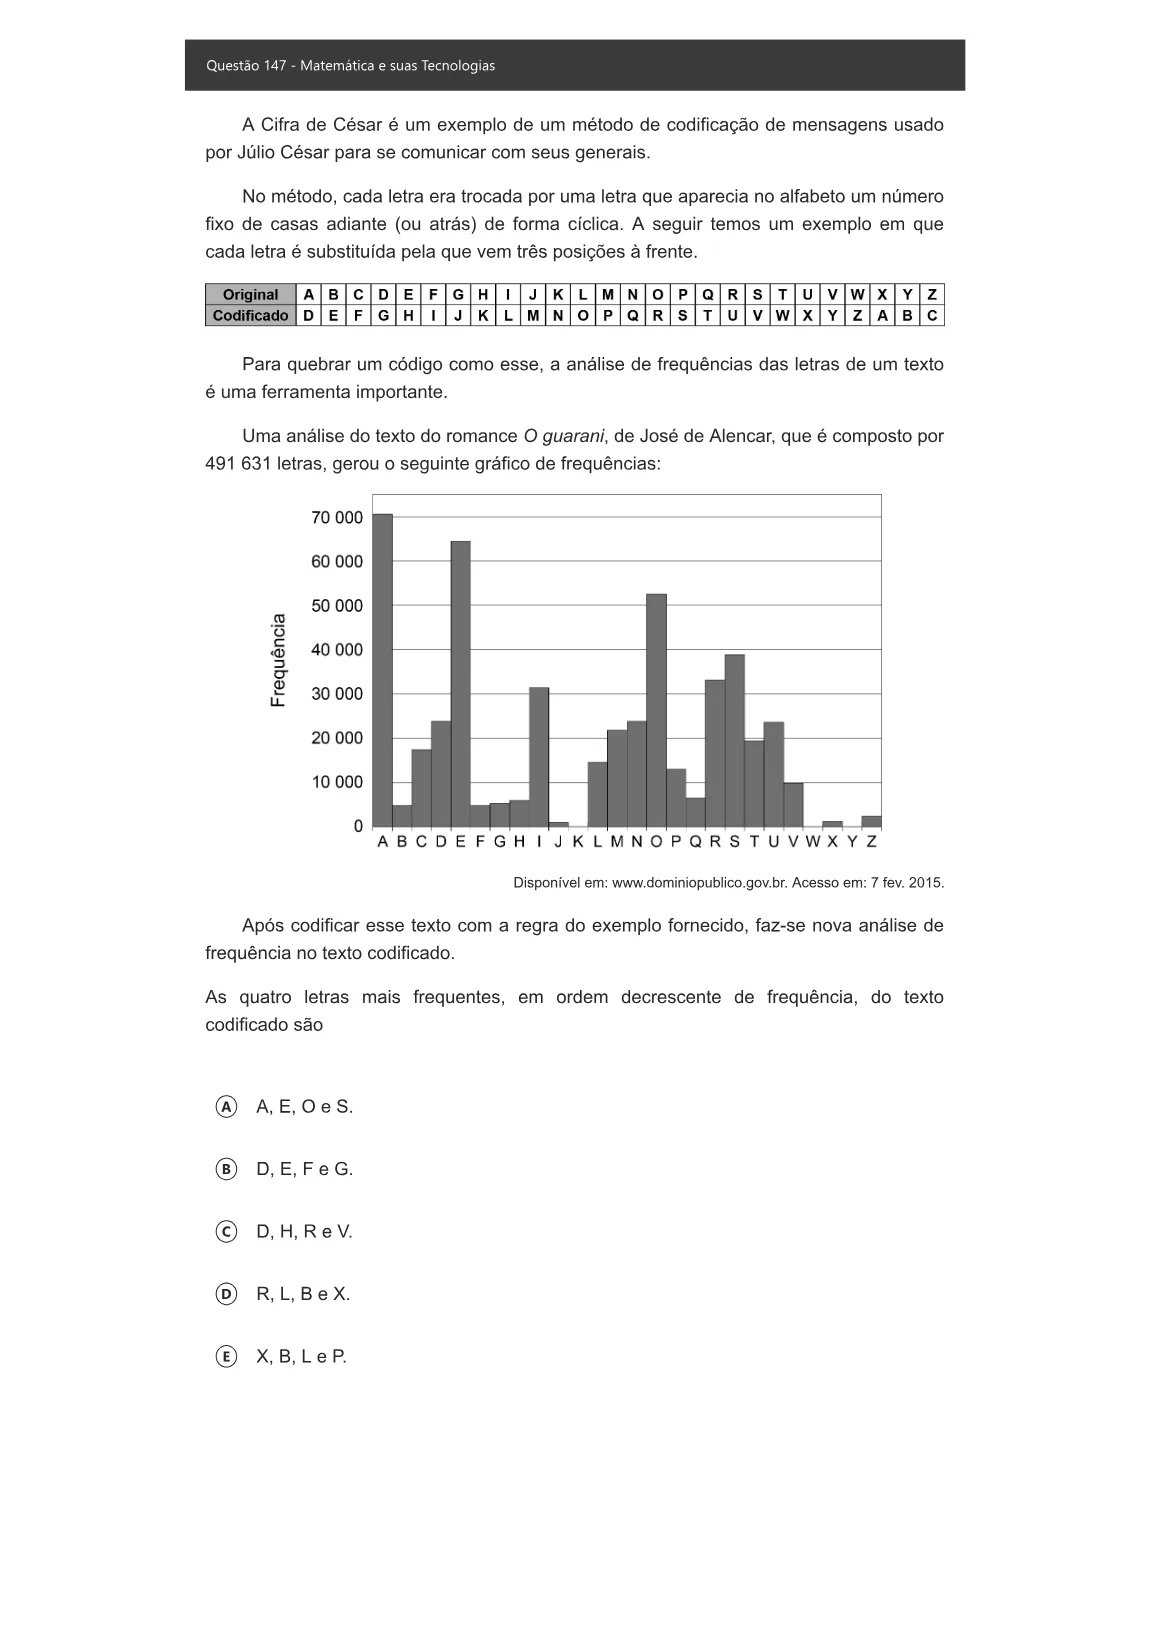 Questão 147 - Matemática e suas Tecnologias
A Cifra de César é um exemplo de um método de codificação de mensagens usado
por Júlio César para se comunicar com seus generais.
No método, cada letra era trocada por uma letra que aparecia no alfabeto um número
fixo de casas adiante (ou atrás) de forma cíclica. A seguir temos um exemplo em que
cada letra é substituída pela que vem três posições à frente.
Original A B C D E F G H I J K L M N O P Q R S T U V W X Y Z
Codificado D E F G H I J K L M N O P Q R S T U V W X Y Z A B C
Para quebrar um código como esse, a análise de frequências das letras de um texto
é uma ferramenta importante.
Uma análise do texto do romance O guarani, de José de Alencar, que é composto por
491 631 letras, gerou o seguinte gráfico de frequências:
Frequência
70 000
60 000
50 000
40 000
30 000
20 000
10 000
0
A B C D E F G H I J K L M N O P Q R S T U V W X Y Z
Disponível em: www.dominiopublico.gov.br. Acesso em: 7 fev. 2015.
Após codificar esse texto com a regra do exemplo fornecido, faz-se nova análise de
frequência no texto codificado.
As quatro letras mais frequentes, em ordem decrescente de frequência, do texto
codificado são
A A, E, O e S.
B D, E, F e G.
C D, H, R e V.
D R, L, B e X.
E X, B, L e P.